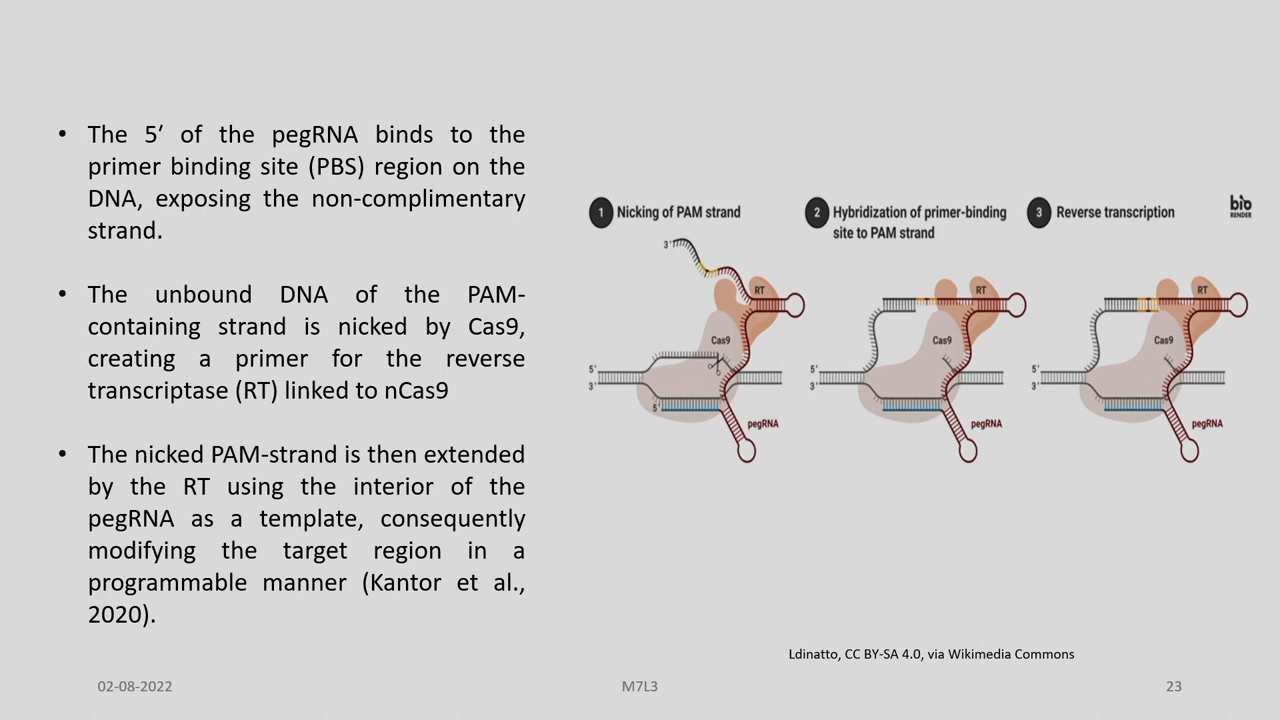 • The 5′ of the pegRNA binds to the
primer binding site (PBS) region on the
DNA, exposing the non-complimentary
strand.
• The unbound DNA of the PAM-
containing strand is nicked by Cas9,
creating a primer for the reverse
transcriptase (RT) linked to nCas9
• The nicked PAM-strand is then extended
by the RT using the interior of the
pegRNA as a template, consequently
modifying the target region in a
programmable manner (Kantor et al.,
2020).
1 Nicking of PAM strand
3'
RT
Cas9
5'
3'
5'
pegRNA
2 Hybridization of primer-binding
site to PAM strand
RT
Cas9
5'
3'
pegRNA
3 Reverse transcription
RT
Cas9
5'
3'
pegRNA
bio
RENDER
Ldinatto, CC BY-SA 4.0, via Wikimedia Commons
02-08-2022
M7L3
23